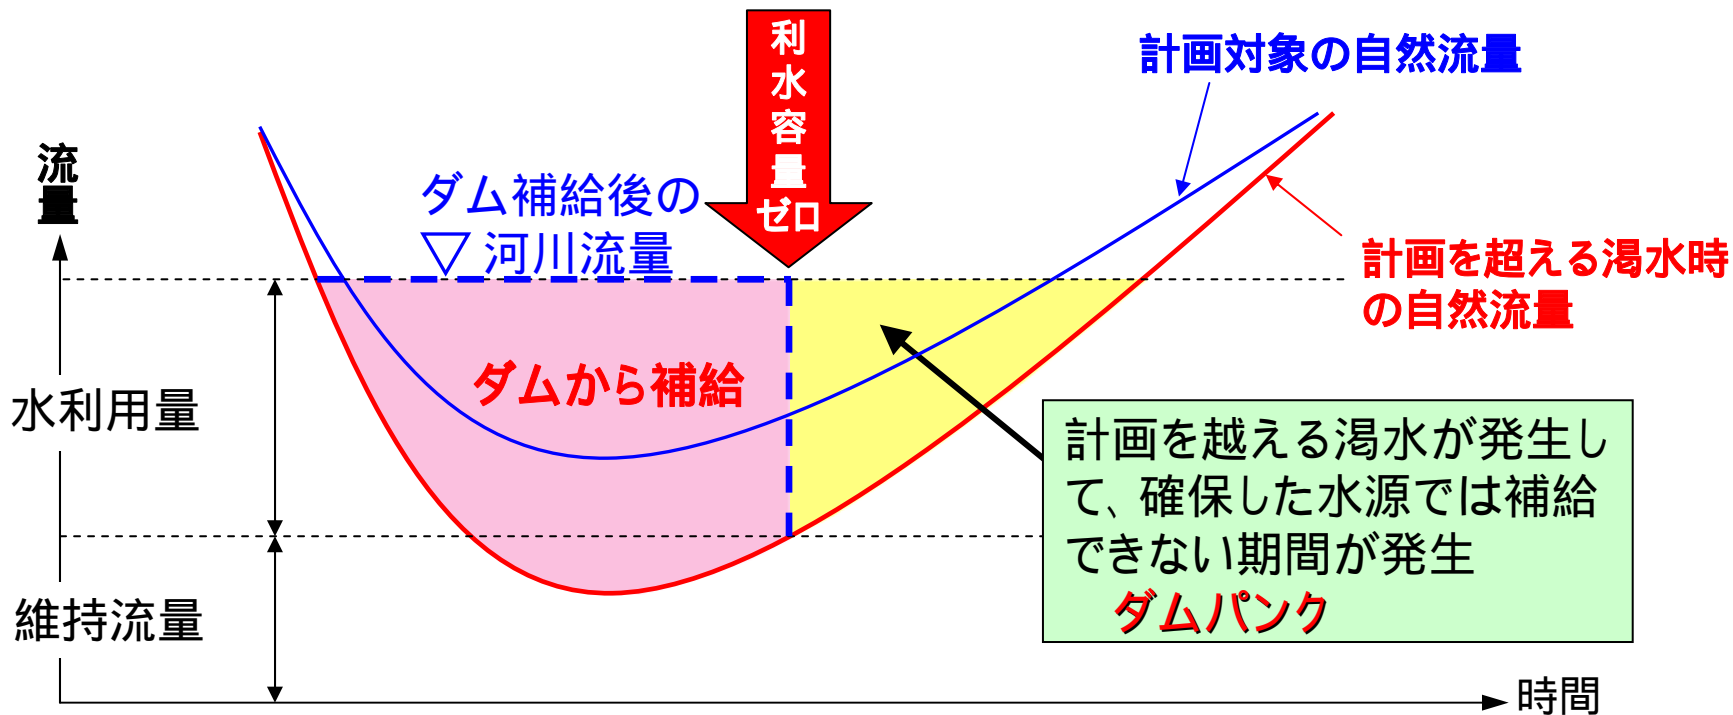 利水容量ゼロ
計画対象の自然流量
流量
ダム補給後の
▽ 河川流量
計画を超える渇水時
の自然流量
ダムから補給
水利用量
計画を越える渇水が発生し
て、確保した水源では補給
できない期間が発生
ダムパンク
維持流量
時間